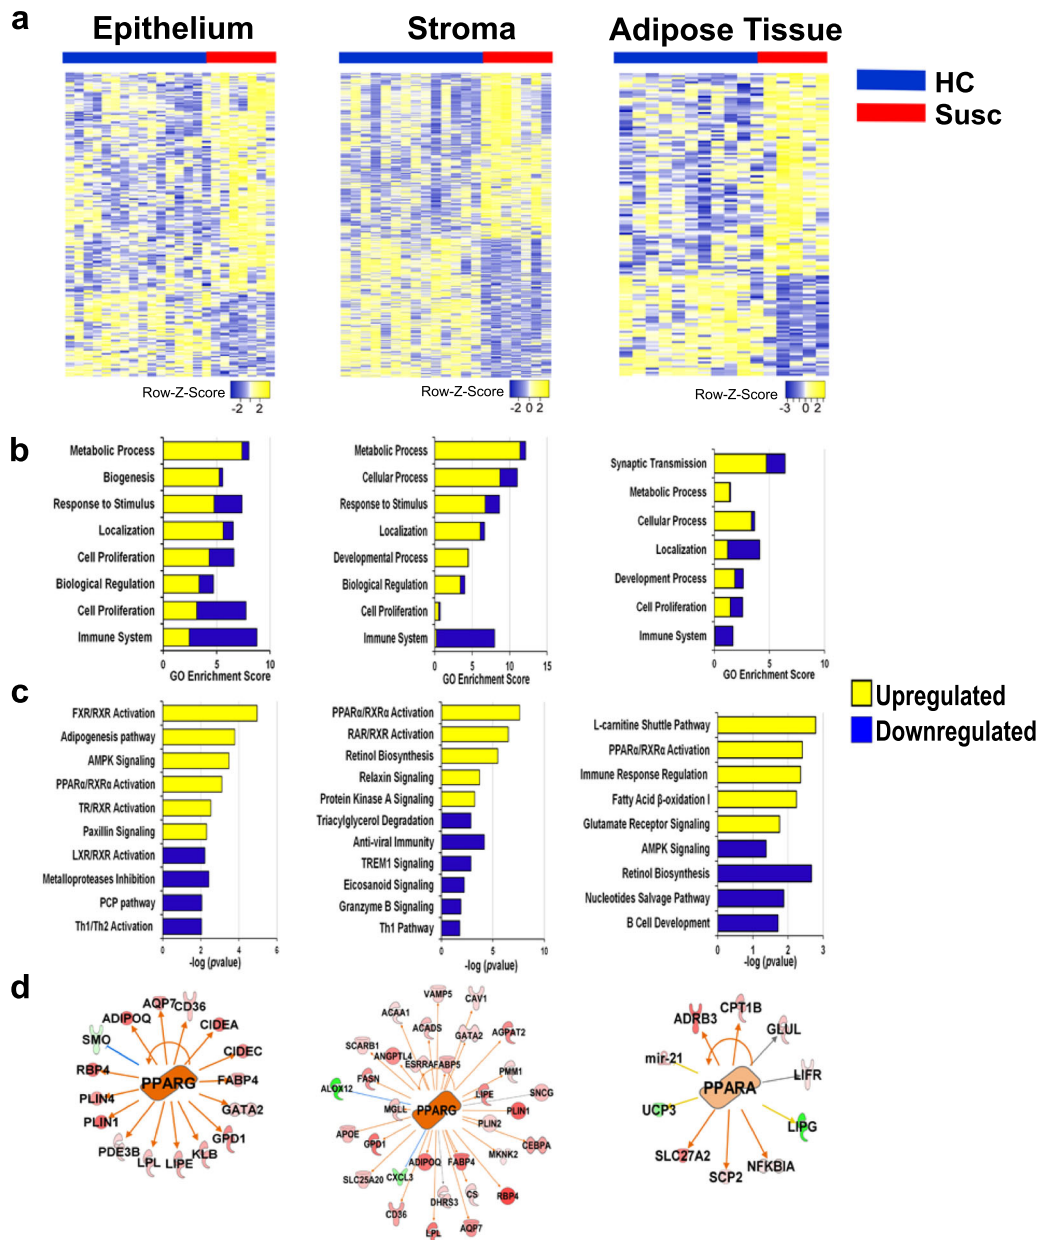 a
Epithelium
Stroma
Adipose Tissue
HC
Susc
Row-Z-Score
-2 2
Row-Z-Score
-2 0 2
Row-Z-Score
-3 0 2
b
Metabolic Process
Biogenesis
Response to Stimulus
Localization
Cell Proliferation
Biological Regulation
Cell Proliferation
Immune System
0 5 10
GO Enrichment Score
Metabolic Process
Cellular Process
Response to Stimulus
Localization
Developmental Process
Biological Regulation
Cell Proliferation
Immune System
0 5 10 15
GO Enrichment Score
Synaptic Transmission
Metabolic Process
Cellular Process
Localization
Development Process
Cell Proliferation
Immune System
0 5 10
GO Enrichment Score
c
FXR/RXR Activation
Adipogenesis pathway
AMPK Signaling
PPARα/RXRα Activation
TR/RXR Activation
Paxillin Signaling
LXR/RXR Activation
Metalloproteases Inhibition
PCP pathway
Th1/Th2 Activation
0 2 4 6
-log (pvalue)
PPARα/RXRα Activation
RAR/RXR Activation
Retinol Biosynthesis
Relaxin Signaling
Protein Kinase A Signaling
Triacylglycerol Degradation
Anti-viral Immunity
TREM1 Signaling
Eicosanoid Signaling
Granzyme B Signaling
Th1 Pathway
0 5 10
-log (pvalue)
L-carnitine Shuttle Pathway
PPARα/RXRα Activation
Immune Response Regulation
Fatty Acid β-oxidation I
Glutamate Receptor Signaling
AMPK Signaling
Retinol Biosynthesis
Nucleotides Salvage Pathway
B Cell Development
0 1 2 3
-log (pvalue)
Upregulated
Downregulated
d
AQP7
CD36
ADIPOQ
CIDEA
SMO
CIDEC
RBP4
PPARG
FABP4
PLIN4
GATA2
PLIN1
GPD1
PDE3B
KLB
LPL
LIPE
VAMP5
CAV1
ACAA1
ACADS
GATA2
AGPAT2
SCARB1
ANGPTL4
ESRRA
FABP5
PMM1
FASN
ALOX12
LIPE
SNCG
MGLL
PPARG
PLIN1
PLIN2
APOE
GPD1
CEBPA
MKNK2
ADIPOQ
FABP4
SLC25A20
CXCL3
DHRS3
CS
RBP4
CD36
LPL
AQP7
ADRB3
CPT1B
GLUL
mir-21
LIFR
PPARA
UCP3
LIPG
SLC27A2
NFKBIA
SCP2